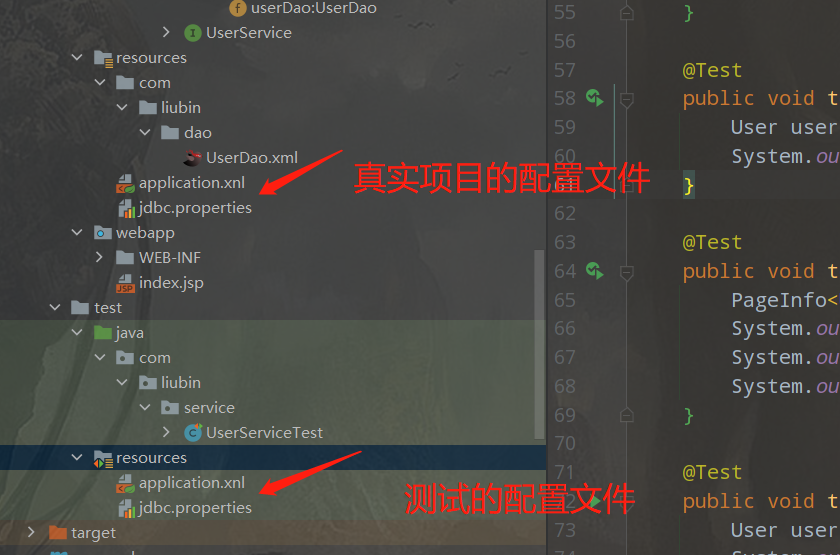 userDao:UserDao
UserService
resources
com
liubin
dao
UserDao.xml
application.xnl
jdbc.properties
真实项目的配置文件
webapp
WEB-INF
index.jsp
test
java
com
liubin
service
UserServiceTest
resources
application.xnl
jdbc.properties
测试的配置文件
target
55 }
56
57 @Test
58 public void t
59 User user
60 System.ou
61 }
62
63 @Test
64 public void t
65 PageInfo<
66 System.ou
67 System.ou
68 System.ou
69 }
70
71 @Test
72 public void t
73 User user
74 System.ou